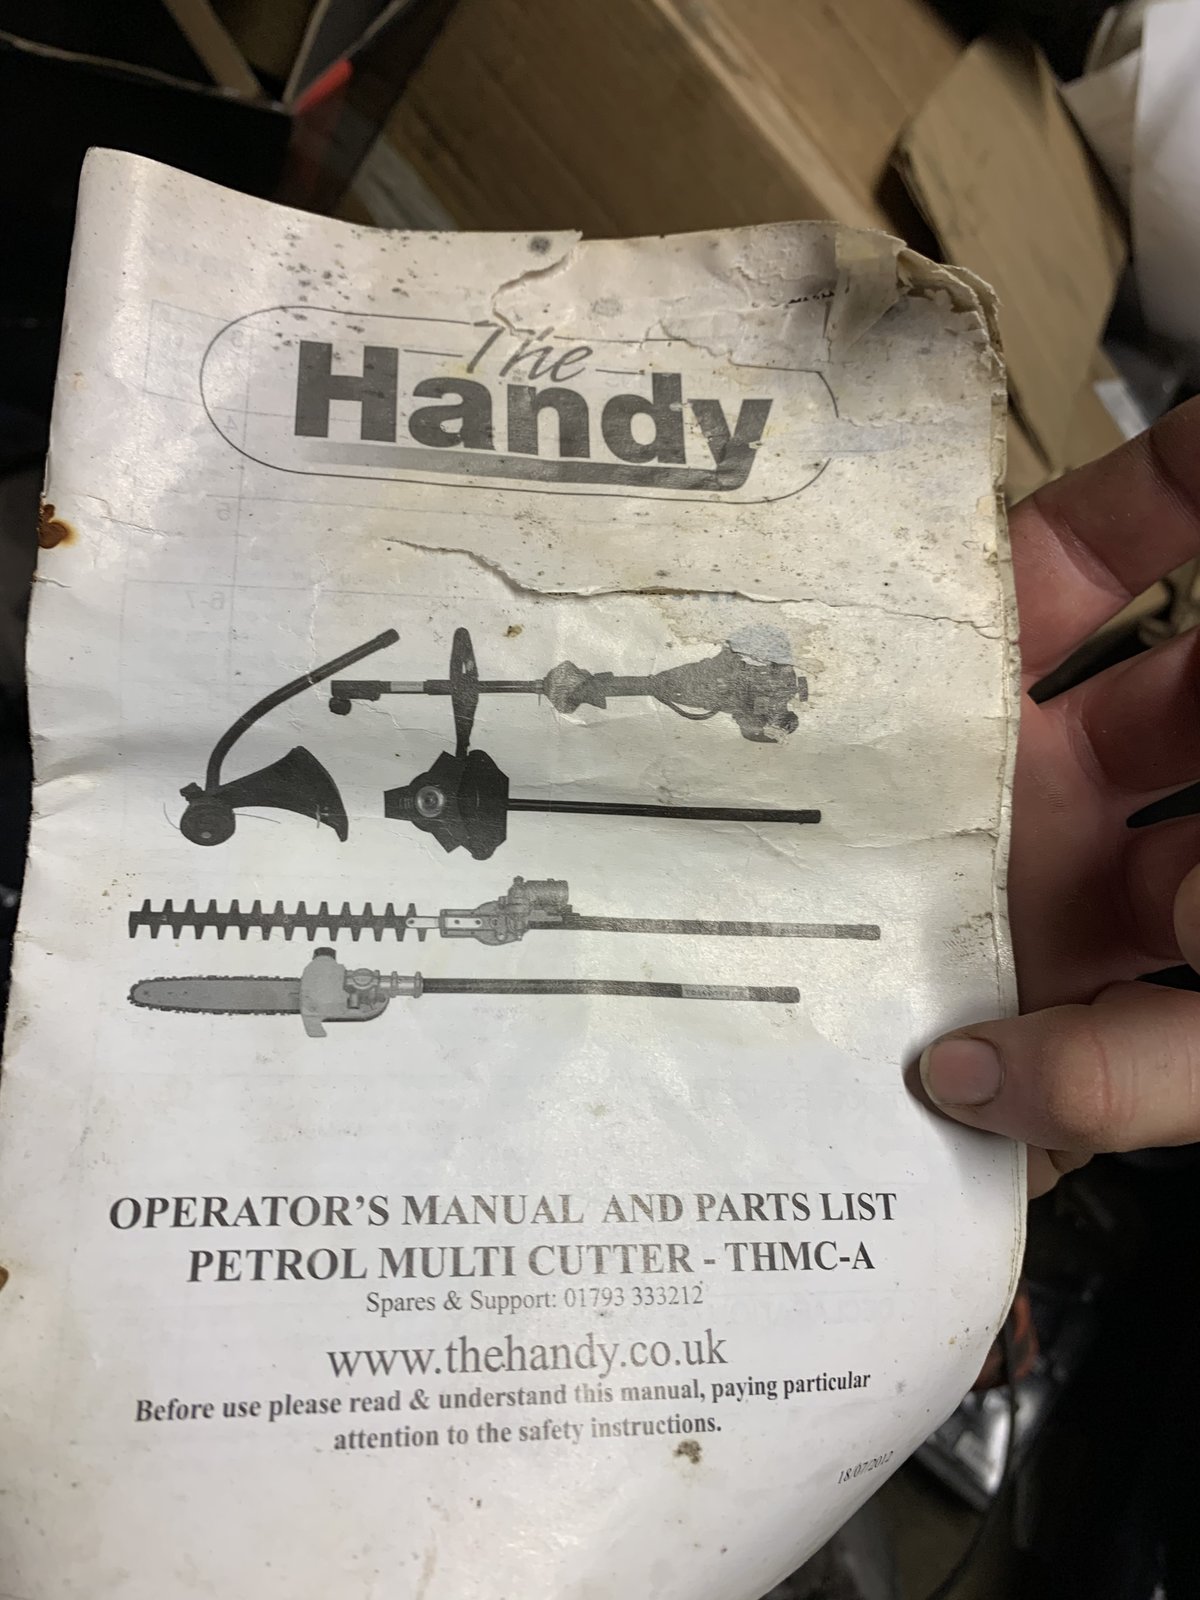 The
Handy
OPERATOR'S MANUAL AND PARTS LIST
PETROL MULTI CUTTER - THMC-A
Spares & Support: 01793 333212
www.thehandy.co.uk
Before use please read & understand this manual, paying particular
attention to the safety instructions.
18/07/2012